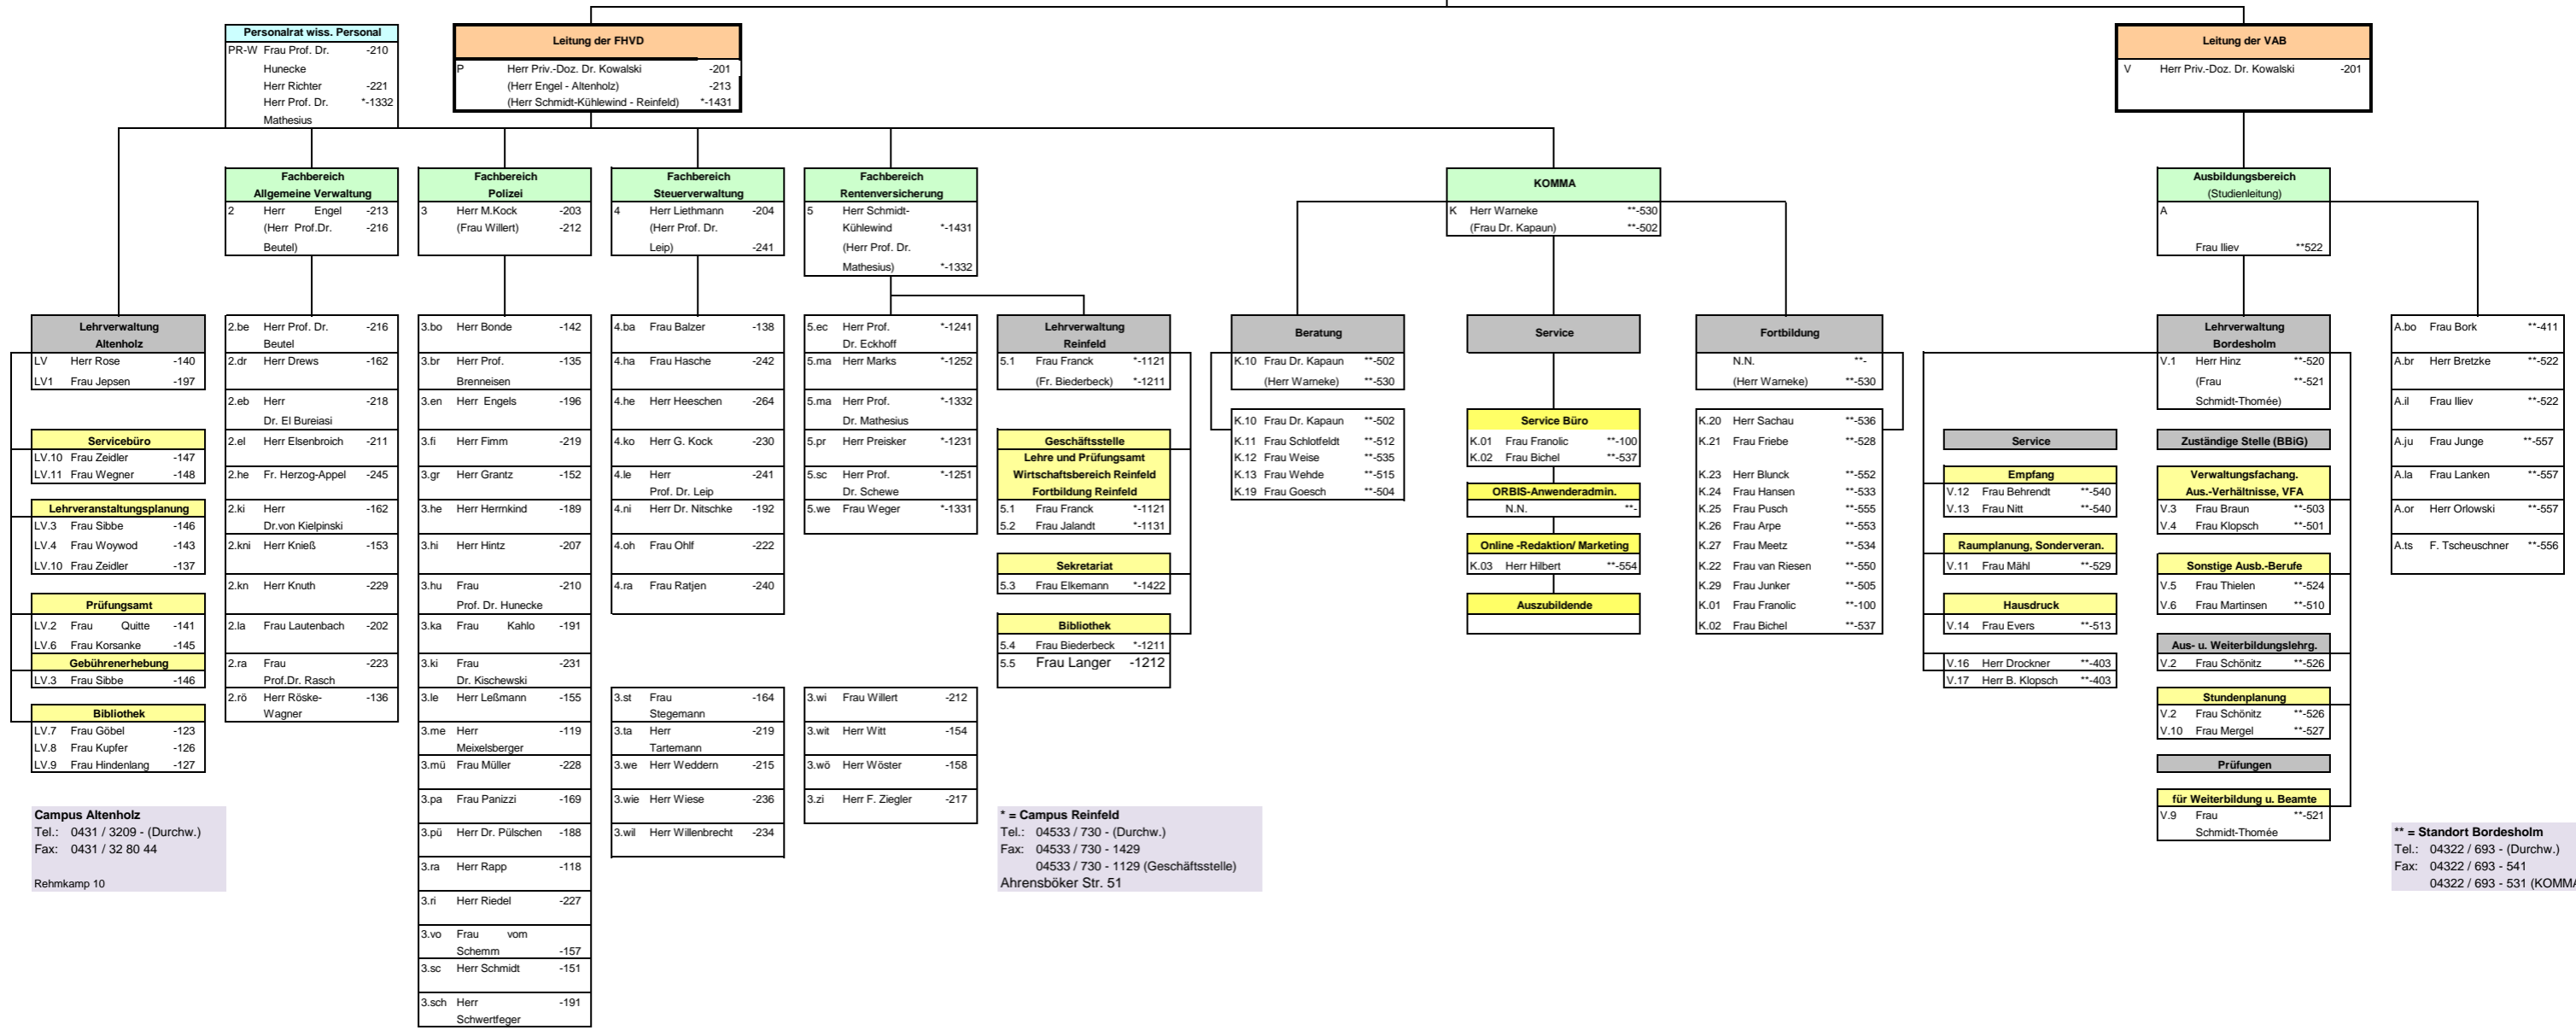 Personalrat wiss. Personal
PR-W Frau Prof. Dr. -210
Hunecke
Herr Richter -221
Herr Prof. Dr. *-1332
Mathesius
Leitung der FHVD
P Herr Priv.-Doz. Dr. Kowalski -201
(Herr Engel - Altenholz) -213
(Herr Schmidt-Kühlewind - Reinfeld) *-1431
Leitung der VAB
V Herr Priv.-Doz. Dr. Kowalski -201
Fachbereich
Allgemeine Verwaltung
2 Herr Engel -213
(Herr Prof.Dr. -216
Beutel)
Fachbereich
Polizei
3 Herr M.Kock -203
(Frau Willert) -212
Fachbereich
Steuerverwaltung
4 Herr Liethmann -204
(Herr Prof. Dr.
Leip) -241
Fachbereich
Rentenversicherung
5 Herr Schmidt-
Kühlewind *-1431
(Herr Prof. Dr.
Mathesius) *-1332
KOMMA
K Herr Warneke **-530
(Frau Dr. Kapaun) **-502
Ausbildungsbereich
(Studienleitung)
A
Frau Iliev **522
Lehrverwaltung
Altenholz
LV Herr Rose -140
LV1 Frau Jepsen -197
Servicebüro
LV.10 Frau Zeidler -147
LV.11 Frau Wegner -148
Lehrveranstaltungsplanung
LV.3 Frau Sibbe -146
LV.4 Frau Woywod -143
LV.10 Frau Zeidler -137
Prüfungsamt
LV.2 Frau Quitte -141
LV.6 Frau Korsanke -145
Gebührenerhebung
LV.3 Frau Sibbe -146
Bibliothek
LV.7 Frau Göbel -123
LV.8 Frau Kupfer -126
LV.9 Frau Hindenlang -127
Campus Altenholz
Tel.: 0431 / 3209 - (Durchw.)
Fax: 0431 / 32 80 44
Rehmkamp 10
2.be Herr Prof. Dr. -216
Beutel
2.dr Herr Drews -162
2.eb Herr -218
Dr. El Bureiasi
2.el Herr Elsenbroich -211
2.he Fr. Herzog-Appel -245
2.ki Herr -162
Dr.von Kielpinski
2.kni Herr Knieß -153
2.kn Herr Knuth -229
2.la Frau Lautenbach -202
2.ra Frau -223
Prof.Dr. Rasch
2.rö Herr Röske- -136
Wagner
3.bo Herr Bonde -142
3.br Herr Prof. -135
Brenneisen
3.en Herr Engels -196
3.fi Herr Fimm -219
3.gr Herr Grantz -152
3.he Herr Herrnkind -189
3.hi Herr Hintz -207
3.hu Frau -210
Prof. Dr. Hunecke
3.ka Frau Kahlo -191
3.ki Frau -231
Dr. Kischewski
3.le Herr Leßmann -155
3.me Herr -119
Meixelsberger
3.mü Frau Müller -228
3.pa Frau Panizzi -169
3.pü Herr Dr. Pülschen -188
3.ra Herr Rapp -118
3.ri Herr Riedel -227
3.vo Frau vom
Schemm -157
3.sc Herr Schmidt -151
3.sch Herr -191
Schwertfeger
4.ba Frau Balzer -138
4.ha Frau Hasche -242
4.he Herr Heeschen -264
4.ko Herr G. Kock -230
4.le Herr -241
Prof. Dr. Leip
4.ni Herr Dr. Nitschke -192
4.oh Frau Ohlf -222
4.ra Frau Ratjen -240
3.st Frau -164
Stegemann
3.ta Herr -219
Tartemann
3.we Herr Weddern -215
3.wie Herr Wiese -236
3.wil Herr Willenbrecht -234
5.ec Herr Prof. *-1241
Dr. Eckhoff
5.ma Herr Marks *-1252
5.ma Herr Prof. *-1332
Dr. Mathesius
5.pr Herr Preisker *-1231
5.sc Herr Prof. *-1251
Dr. Schewe
5.we Frau Weger *-1331
3.wi Frau Willert -212
3.wit Herr Witt -154
3.wö Herr Wöster -158
3.zi Herr F. Ziegler -217
Lehrverwaltung
Reinfeld
5.1 Frau Franck *-1121
(Fr. Biederbeck) *-1211
Geschäftsstelle
Lehre und Prüfungsamt
Wirtschaftsbereich Reinfeld
Fortbildung Reinfeld
5.1 Frau Franck *-1121
5.2 Frau Jalandt *-1131
Sekretariat
5.3 Frau Elkemann *-1422
Bibliothek
5.4 Frau Biederbeck *-1211
5.5 Frau Langer -1212
* = Campus Reinfeld
Tel.: 04533 / 730 - (Durchw.)
Fax: 04533 / 730 - 1429
04533 / 730 - 1129 (Geschäftsstelle)
Ahrensböker Str. 51
Beratung
K.10 Frau Dr. Kapaun **-502
(Herr Warneke) **-530
K.10 Frau Dr. Kapaun **-502
K.11 Frau Schlotfeldt **-512
K.12 Frau Weise **-535
K.13 Frau Wehde **-515
K.19 Frau Goesch **-504
Service
Service Büro
K.01 Frau Franolic **-100
K.02 Frau Bichel **-537
ORBIS-Anwenderadmin.
N.N. **-
Online -Redaktion/ Marketing
K.03 Herr Hilbert **-554
Auszubildende
Fortbildung
N.N. **-
(Herr Warneke) **-530
K.20 Herr Sachau **-536
K.21 Frau Friebe **-528
K.23 Herr Blunck **-552
K.24 Frau Hansen **-533
K.25 Frau Pusch **-555
K.26 Frau Arpe **-553
K.27 Frau Meetz **-534
K.22 Frau van Riesen **-550
K.29 Frau Junker **-505
K.01 Frau Franolic **-100
K.02 Frau Bichel **-537
Service
Empfang
V.12 Frau Behrendt **-540
V.13 Frau Nitt **-540
Raumplanung, Sonderveran.
V.11 Frau Mähl **-529
Hausdruck
V.14 Frau Evers **-513
V.16 Herr Drockner **-403
V.17 Herr B. Klopsch **-403
Lehrverwaltung
Bordesholm
V.1 Herr Hinz **-520
(Frau **-521
Schmidt-Thomée)
Zuständige Stelle (BBiG)
Verwaltungsfachang.
Aus.-Verhältnisse, VFA
V.3 Frau Braun **-503
V.4 Frau Klopsch **-501
Sonstige Ausb.-Berufe
V.5 Frau Thielen **-524
V.6 Frau Martinsen **-510
Aus- u. Weiterbildungslehrg.
V.2 Frau Schönitz **-526
Stundenplanung
V.2 Frau Schönitz **-526
V.10 Frau Mergel **-527
Prüfungen
für Weiterbildung u. Beamte
V.9 Frau **-521
Schmidt-Thomée
A.bo Frau Bork **-411
A.br Herr Bretzke **-522
A.il Frau Iliev **-522
A.ju Frau Junge **-557
A.la Frau Lanken **-557
A.or Herr Orlowski **-557
A.ts F. Tscheuschner **-556
** = Standort Bordesholm
Tel.: 04322 / 693 - (Durchw.)
Fax: 04322 / 693 - 541
04322 / 693 - 531 (KOMMA